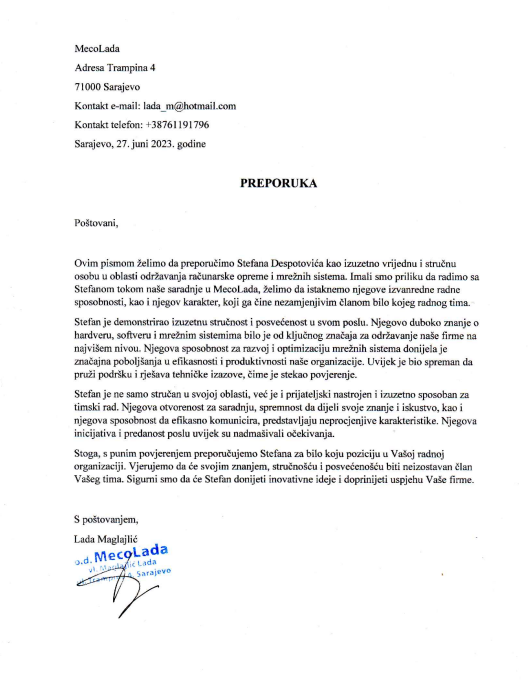 MecoLada
Adresa Trampina 4
71000 Sarajevo
Kontakt e-mail: lada_m@hotmail.com
Kontakt telefon: +38761191796
Sarajevo, 27. juni 2023. godine
PREPORUKA
Poštovani,
Ovim pismom želimo da preporučimo Stefana Despotovića kao izuzetno vrijednu i stručnu
osobu u oblasti održavanja računarske opreme i mrežnih sistema. Imali smo priliku da radimo sa
Stefanom tokom naše saradnje u MecoLada, želimo da istaknemo njegove izvanredne radne
sposobnosti, kao i njegov karakter, koji ga čine nezamjenjivim članom bilo kojeg radnog tima.
Stefan je demonstrirao izuzetnu stručnost i posvećenost u svom poslu. Njegovo duboko znanje o
hardveru, softveru i mrežnim sistemima bilo je od ključnog značaja za održavanje naše firme na
najvišem nivou. Njegova sposobnost za razvoj i optimizaciju mrežnih sistema donijela je
značajna poboljšanja u efikasnosti i produktivnosti naše organizacije. Uvijek je bio spreman da
pruži podršku i rješava tehničke izazove, čime je stekao povjerenje.
Stefan je ne samo stručan u svojoj oblasti, već je i prijateljski nastrojen i izuzetno sposoban za
timski rad. Njegova otvorenost za saradnju, spremnost da dijeli svoje znanje i iskustvo, kao i
njegova sposobnost da efikasno komunicira, predstavljaju neprocjenjive karakteristike. Njegova
inicijativa i predanost poslu uvijek su nadmašivali očekivanja.
Stoga, s punim povjerenjem preporučujemo Stefana za bilo koju poziciju u Vašoj radnoj
organizaciji. Vjerujemo da će svojim znanjem, stručnošću i posvećenošću biti neizostavan član
Vašeg tima. Sigurni smo da će Stefan donijeti inovativne ideje i doprinijeti uspjehu Vaše firme.
S poštovanjem,
Lada Maglajlić
o.d. MecoLada
vl. Maglajlić Lada
ul. Trampina 4, Sarajevo